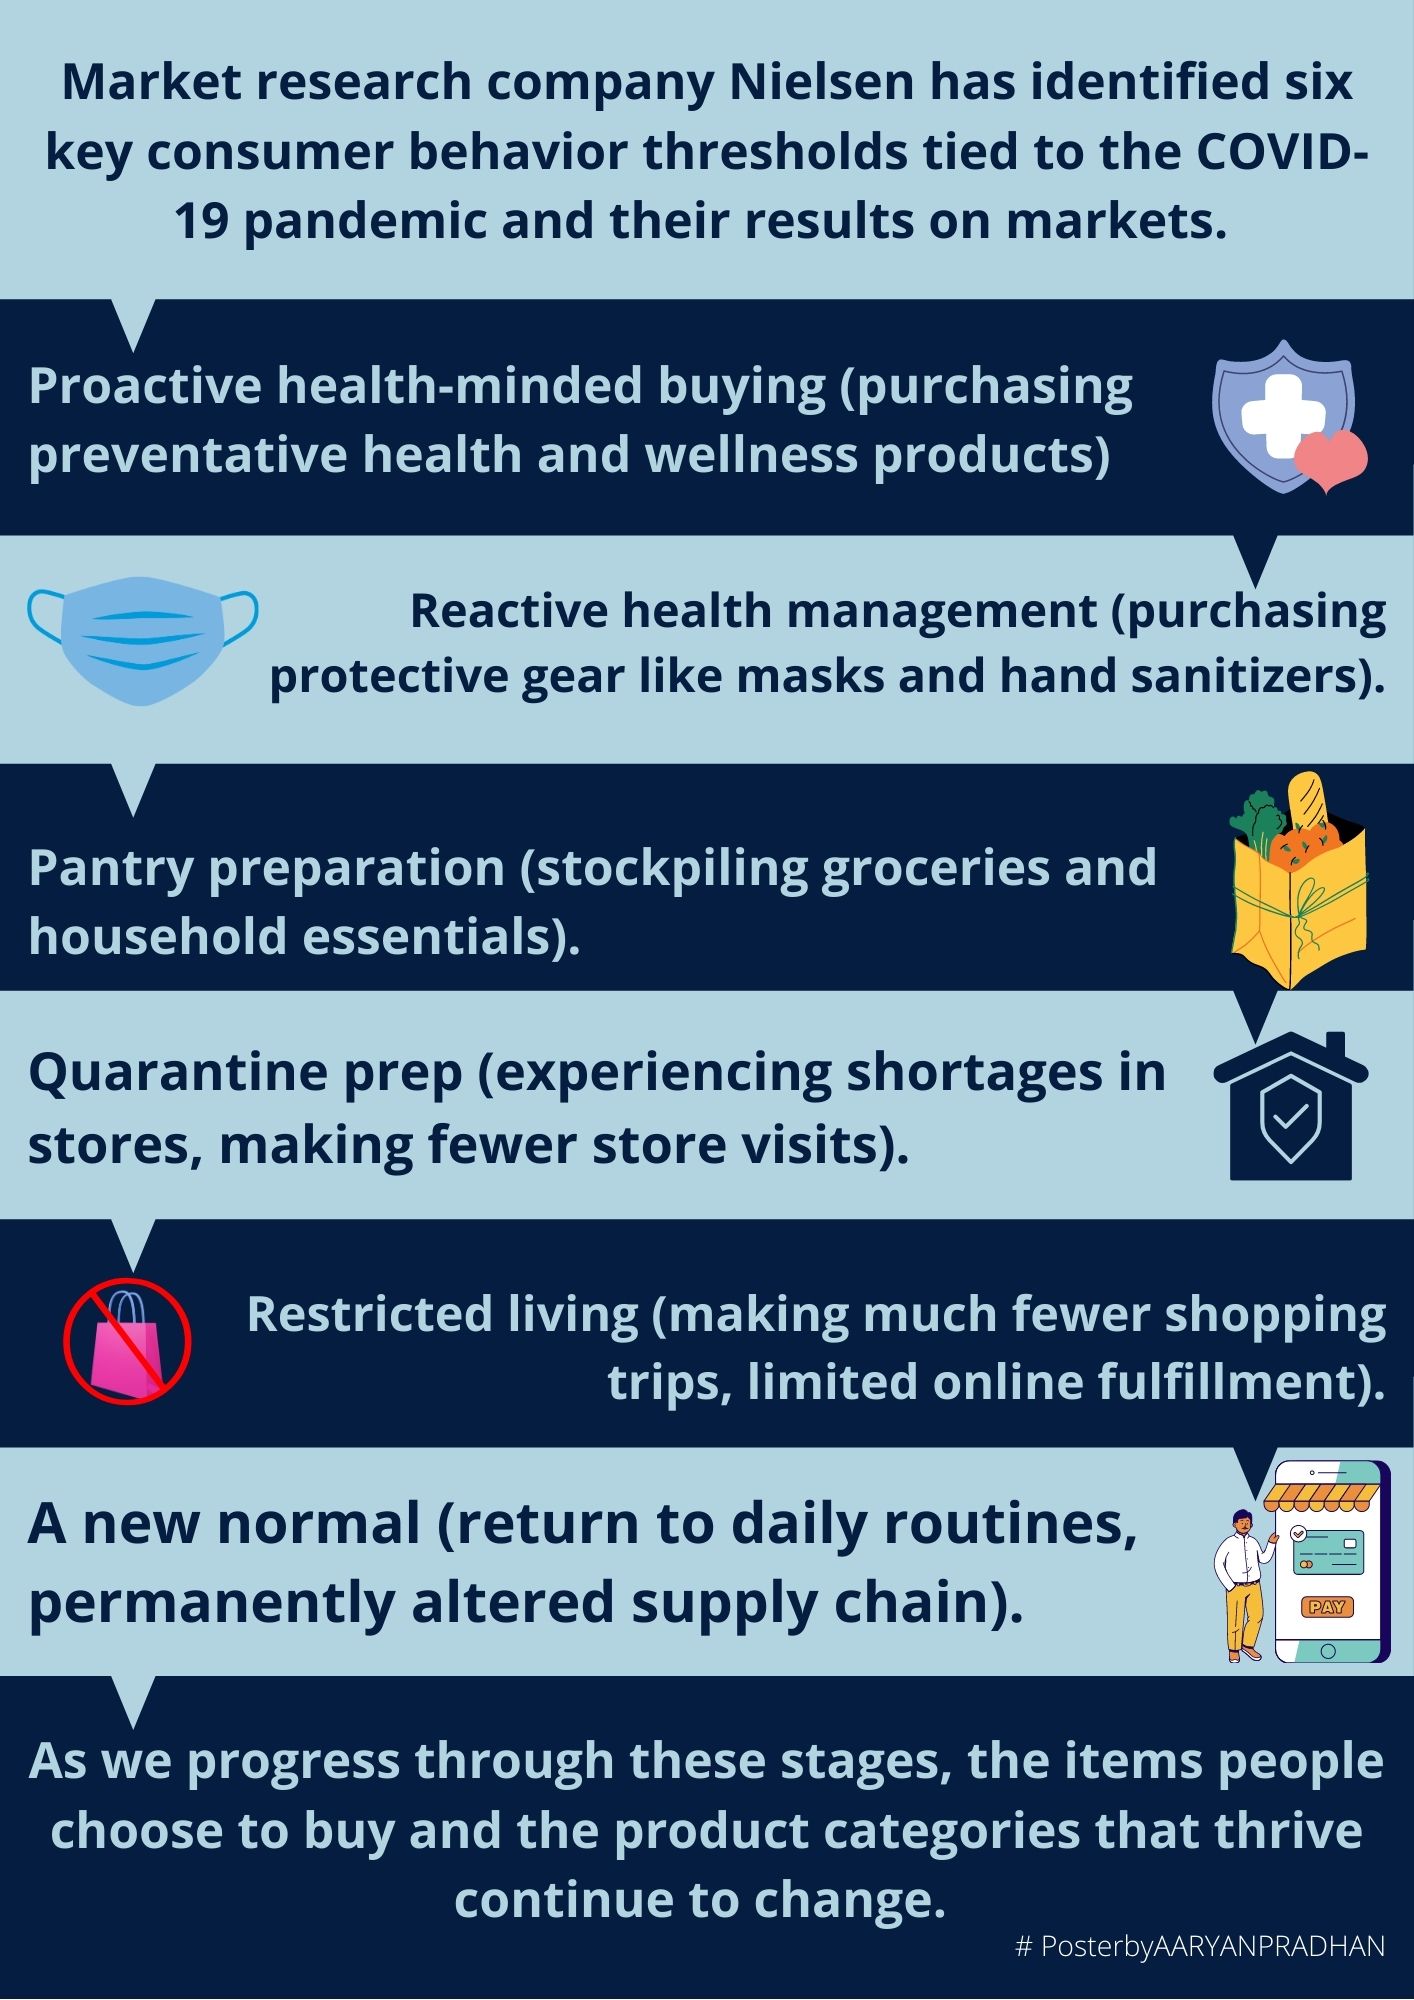 Market research company Nielsen has identified six
key consumer behavior thresholds tied to the COVID-
19 pandemic and their results on markets.
Proactive health-minded buying (purchasing
preventative health and wellness products)
Reactive health management (purchasing
protective gear like masks and hand sanitizers).
Pantry preparation (stockpiling groceries and
household essentials).
Quarantine prep (experiencing shortages in
stores, making fewer store visits).
Restricted living (making much fewer shopping
trips, limited online fulfillment).
A new normal (return to daily routines,
permanently altered supply chain).
PAY
As we progress through these stages, the items people
choose to buy and the product categories that thrive
continue to change.
# PosterbyAARYANPRADHAN